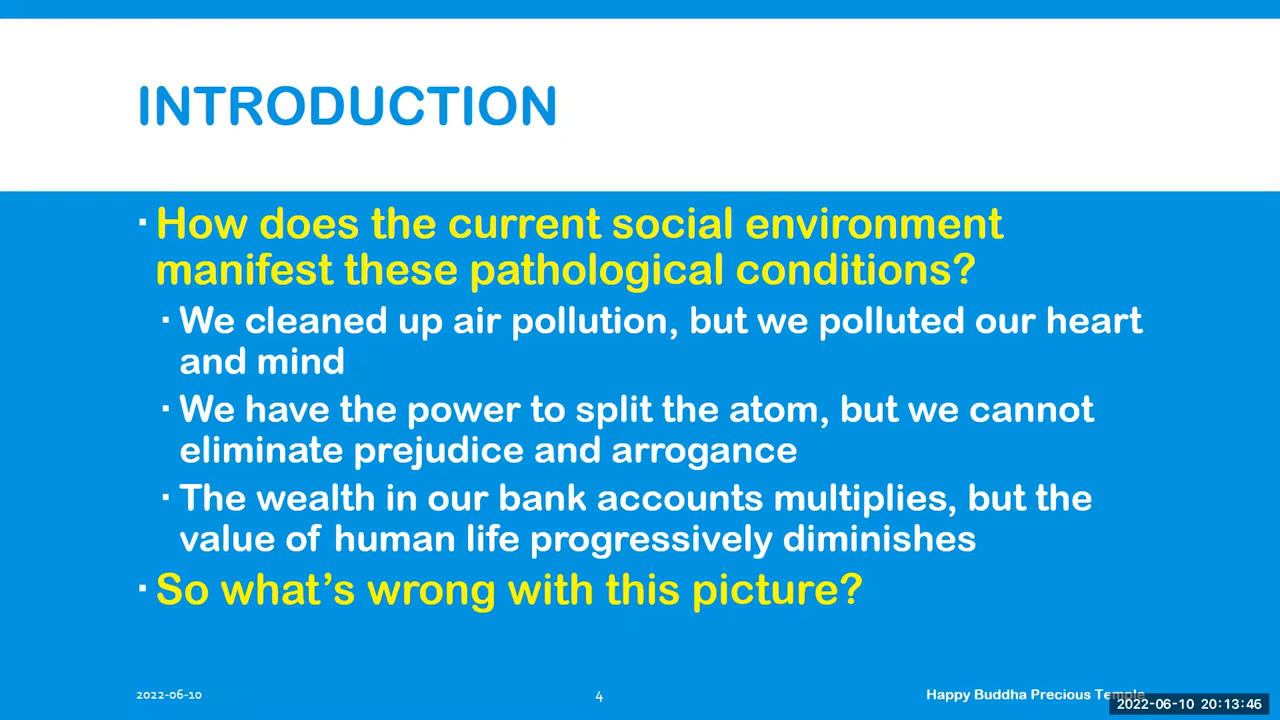 INTRODUCTION
▪ How does the current social environment
manifest these pathological conditions?
▪ We cleaned up air pollution, but we polluted our heart
and mind
▪ We have the power to split the atom, but we cannot
eliminate prejudice and arrogance
▪ The wealth in our bank accounts multiplies, but the
value of human life progressively diminishes
▪ So what’s wrong with this picture?
2022-06-10
4
Happy Buddha Precious Temple
2022-06-10 20:13:46